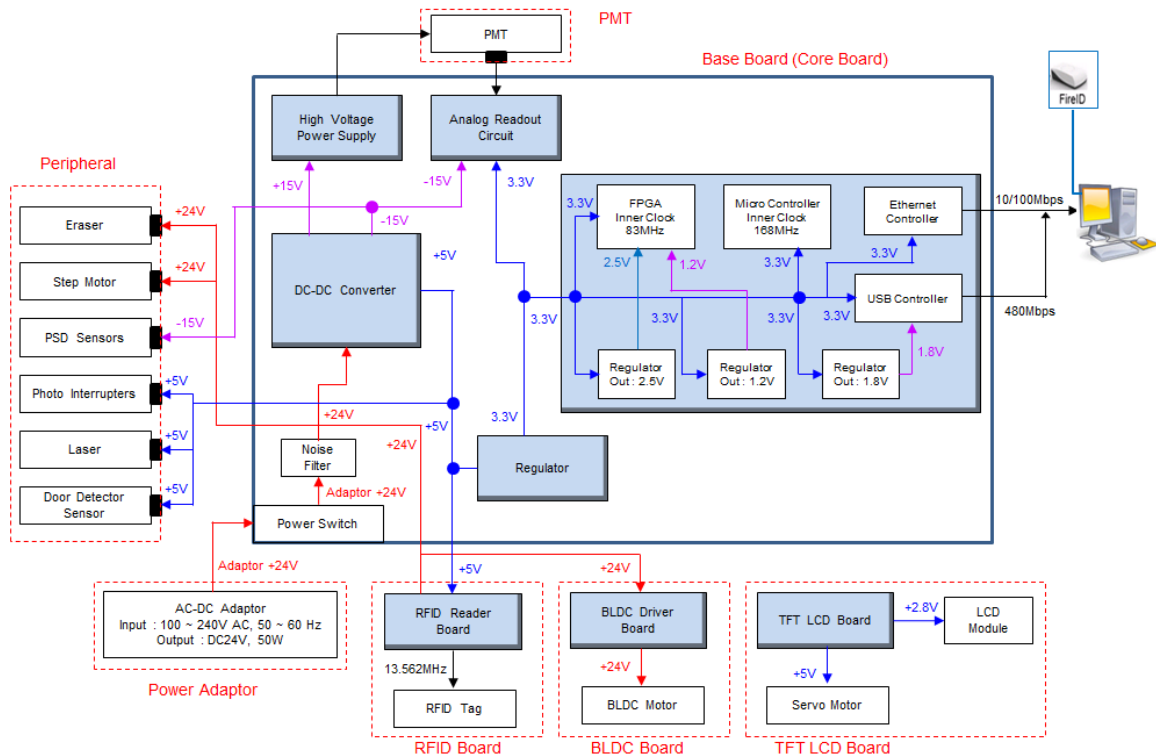 PMT
PMT
Base Board (Core Board)
FireID
High Voltage
Power Supply
Analog Readout
Circuit
Peripheral
+15V
-15V
3.3V
-15V
+24V
Eraser
+24V
Step Motor
-15V
PSD Sensors
+5V
Photo Interrupters
+5V
Laser
+5V
Door Detector
Sensor
DC-DC Converter
+5V
3.3V
FPGA
Inner Clock
83MHz
Micro Controller
Inner Clock
168MHz
Ethernet
Controller
10/100Mbps
2.5V
1.2V
3.3V
3.3V
USB Controller
480Mbps
3.3V
3.3V
3.3V
3.3V
1.8V
Regulator
Out : 2.5V
Regulator
Out : 1.2V
Regulator
Out : 1.8V
+24V
+24V
+5V
3.3V
Noise
Filter
Regulator
Adaptor +24V
Power Switch
Adaptor +24V
AC-DC Adaptor
Input : 100 ~ 240V AC, 50 ~ 60 Hz
Output : DC24V, 50W
Power Adaptor
+5V
RFID Reader
Board
13.562MHz
RFID Tag
RFID Board
+24V
BLDC Driver
Board
+24V
BLDC Motor
BLDC Board
TFT LCD Board
+2.8V
LCD
Module
+5V
Servo Motor
TFT LCD Board